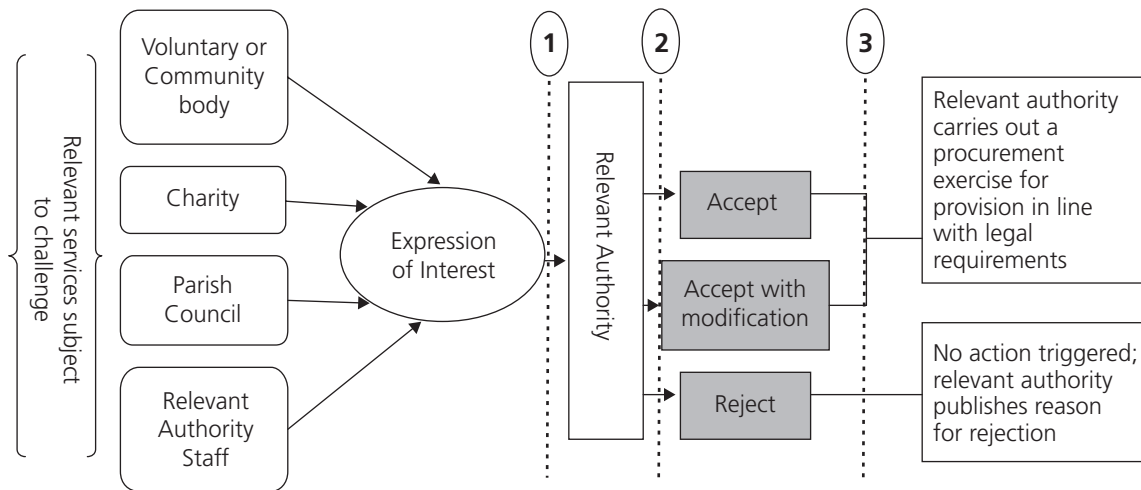 Relevant services subject
to challenge
Voluntary or
Community
body
Charity
Parish
Council
Relevant
Authority
Staff
Expression
of Interest
1
Relevant Authority
2
Accept
Accept with
modification
Reject
3
Relevant authority
carries out a
procurement
exercise for
provision in line
with legal
requirements
No action triggered;
relevant authority
publishes reason
for rejection